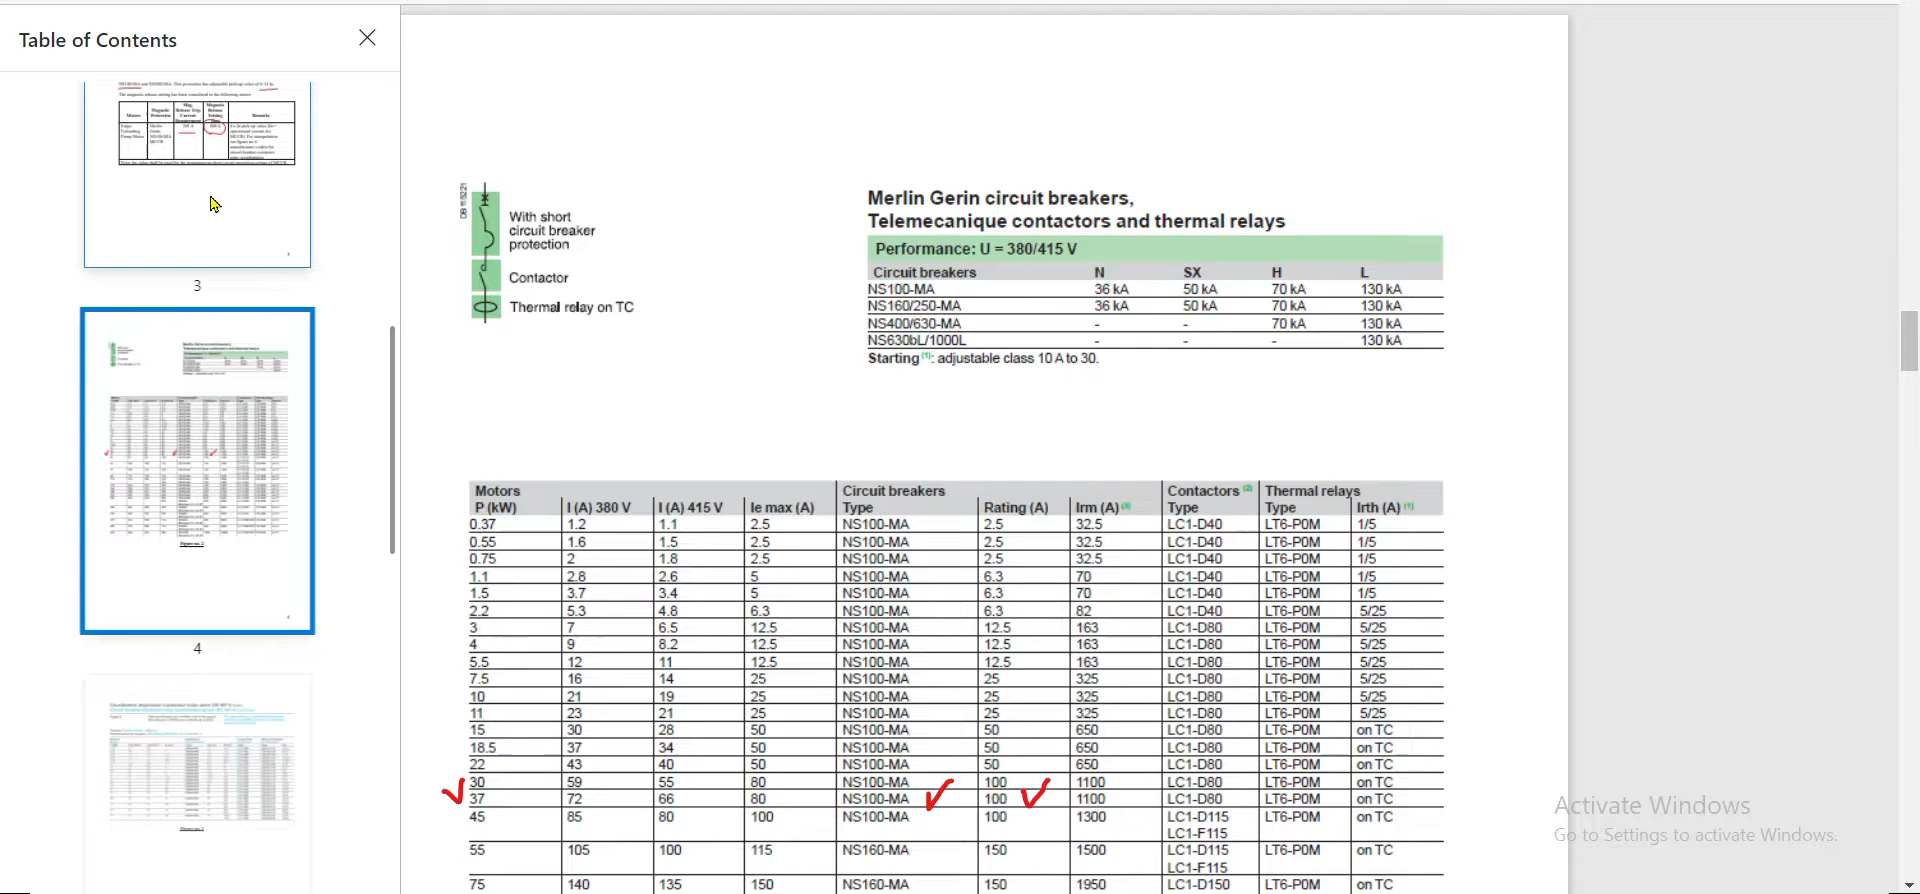 Table of Contents
3
4
DB115221
With short
circuit breaker
protection
Contactor
Thermal relay on TC
Merlin Gerin circuit breakers,
Telemecanique contactors and thermal relays
Performance: U = 380/415 V
Circuit breakers N SX H L
NS100-MA 36 kA 50 kA 70 kA 130 kA
NS160/250-MA 36 kA 50 kA 70 kA 130 kA
NS400/630-MA - - 70 kA 130 kA
NS630bL/1000L - - - 130 kA
Starting (1): adjustable class 10 A to 30.
Motors Circuit breakers Contactors (2) Thermal relays
P (kW) I (A) 380 V I (A) 415 V Ie max (A) Type Rating (A) Irm (A) (3) Type Type Irth (A) (1)
0.37 1.2 1.1 2.5 NS100-MA 2.5 32.5 LC1-D40 LT6-P0M 1/5
0.55 1.6 1.5 2.5 NS100-MA 2.5 32.5 LC1-D40 LT6-P0M 1/5
0.75 2 1.8 2.5 NS100-MA 2.5 32.5 LC1-D40 LT6-P0M 1/5
1.1 2.8 2.6 5 NS100-MA 6.3 70 LC1-D40 LT6-P0M 1/5
1.5 3.7 3.4 5 NS100-MA 6.3 70 LC1-D40 LT6-P0M 1/5
2.2 5.3 4.8 6.3 NS100-MA 6.3 82 LC1-D40 LT6-P0M 5/25
3 7 6.5 12.5 NS100-MA 12.5 163 LC1-D80 LT6-P0M 5/25
4 9 8.2 12.5 NS100-MA 12.5 163 LC1-D80 LT6-P0M 5/25
5.5 12 11 12.5 NS100-MA 12.5 163 LC1-D80 LT6-P0M 5/25
7.5 16 14 25 NS100-MA 25 325 LC1-D80 LT6-P0M 5/25
10 21 19 25 NS100-MA 25 325 LC1-D80 LT6-P0M 5/25
11 23 21 25 NS100-MA 25 325 LC1-D80 LT6-P0M 5/25
15 30 28 50 NS100-MA 50 650 LC1-D80 LT6-P0M on TC
18.5 37 34 50 NS100-MA 50 650 LC1-D80 LT6-P0M on TC
22 43 40 50 NS100-MA 50 650 LC1-D80 LT6-P0M on TC
30 59 55 80 NS100-MA 100 1100 LC1-D80 LT6-P0M on TC
37 72 66 80 NS100-MA 100 1100 LC1-D80 LT6-P0M on TC
45 85 80 100 NS100-MA 100 1300 LC1-D115 LT6-P0M on TC
LC1-F115
55 105 100 115 NS160-MA 150 1500 LC1-D115 LT6-P0M on TC
LC1-F115
75 140 135 150 NS160-MA 150 1950 LC1-D150 LT6-P0M on TC
Activate Windows
Go to Settings to activate Windows.